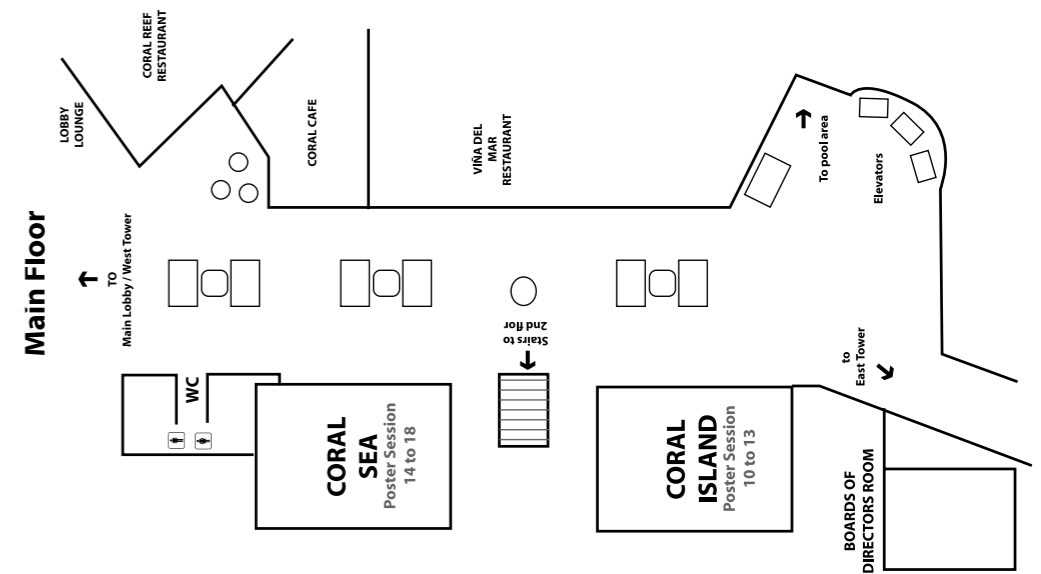 Main Floor
LOBBY
LOUNGE
CORAL REEF
RESTAURANT
CORAL CAFE
VIÑA DEL
MAR
RESTAURANT
To pool area
Elevators
TO
Main Lobby / West Tower
WC
Stairs to
2nd flor
to
East Tower
CORAL
SEA
Poster Session
14 to 18
CORAL
ISLAND
Poster Session
10 to 13
BOARDS OF
DIRECTORS ROOM